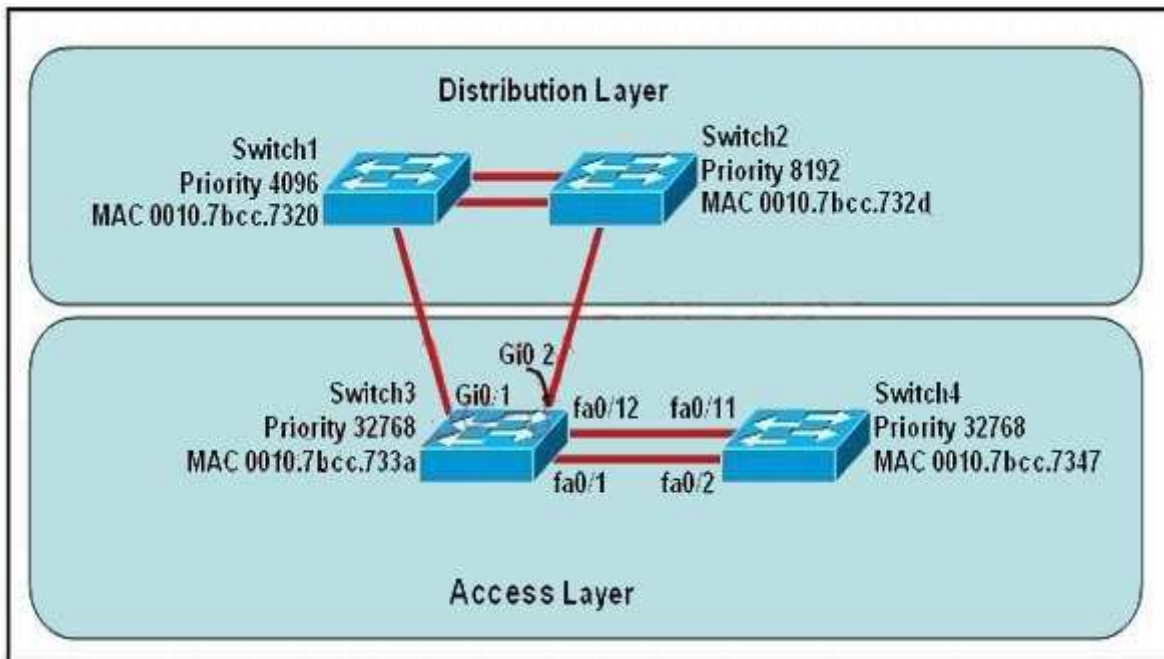 Distribution Layer
Switch1
Priority 4096
MAC 0010.7bcc.7320
Switch2
Priority 8192
MAC 0010.7bcc.732d
Gi0 2
Switch3
Priority 32768
MAC 0010.7bcc.733a
Gi0/1
fa0/12
fa0/11
fa0/1
fa0/2
Switch4
Priority 32768
MAC 0010.7bcc.7347
Access Layer